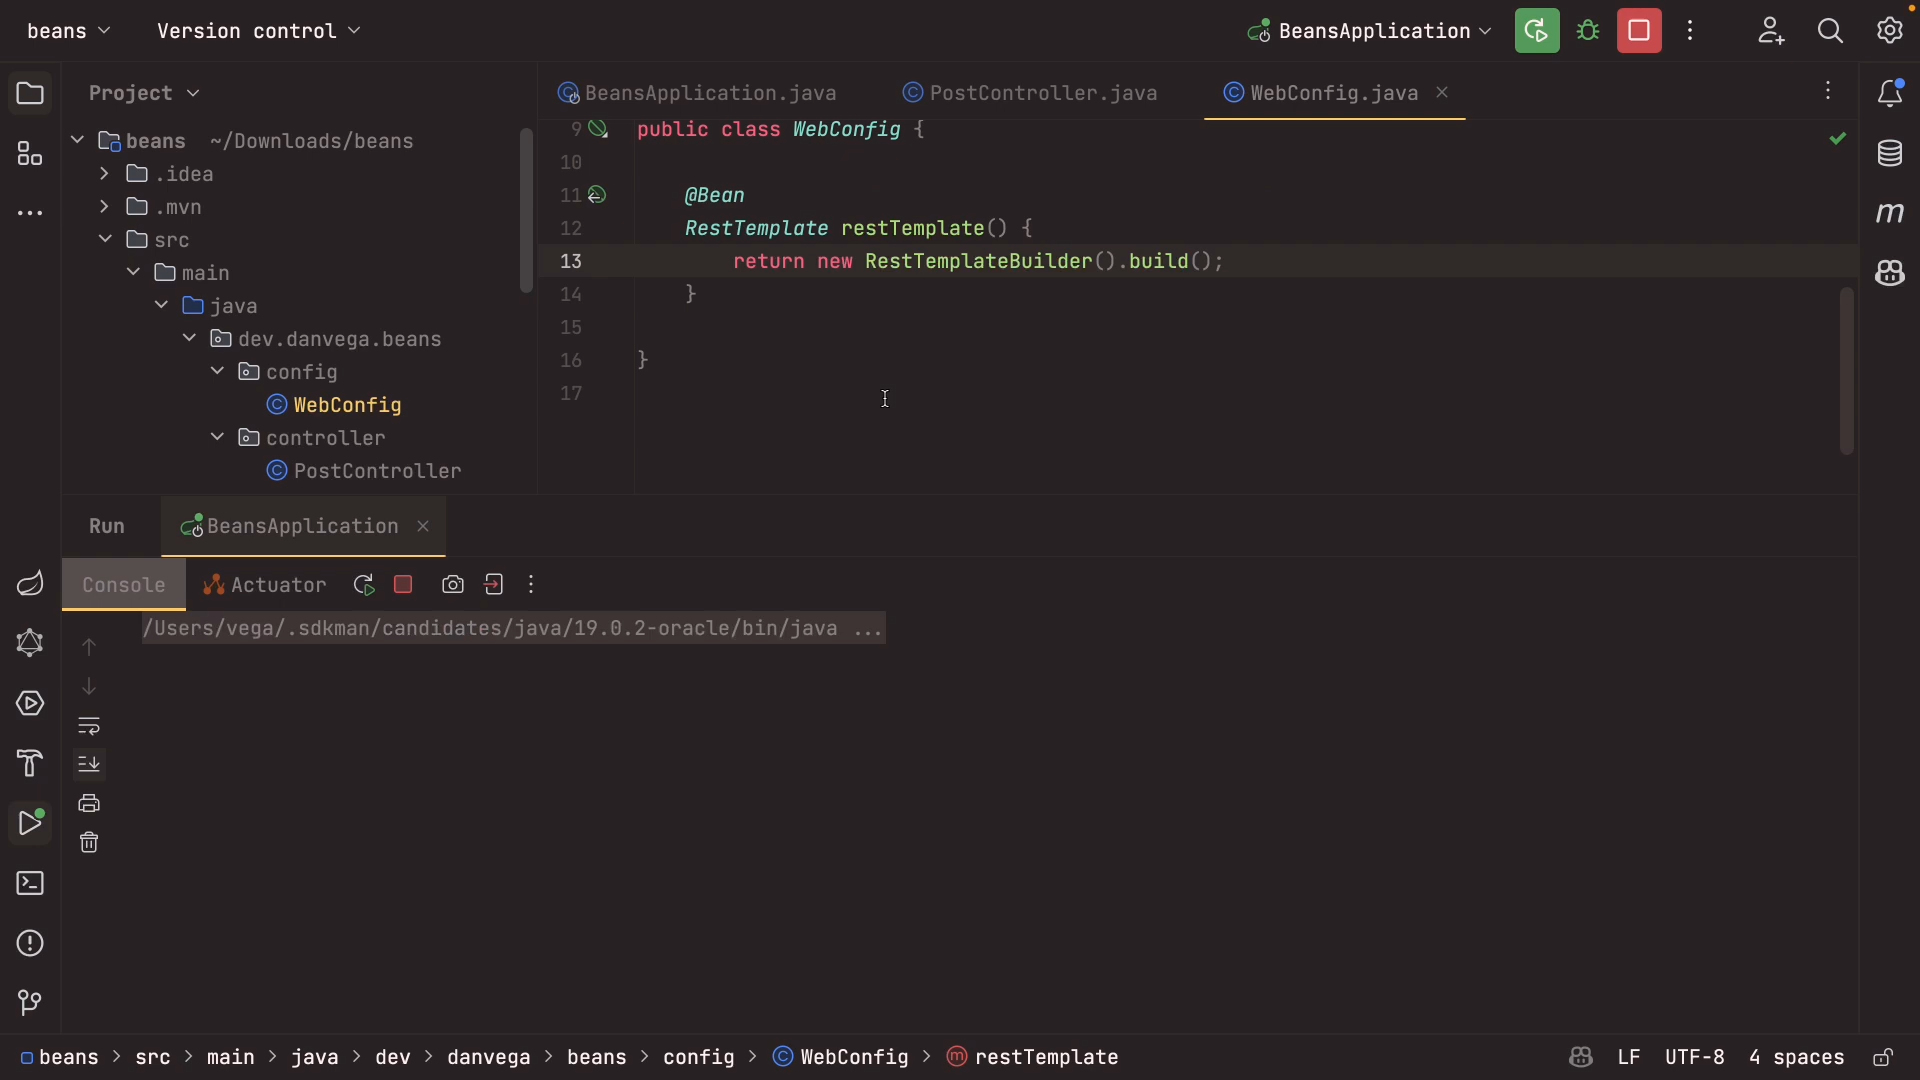 beans
Version control
BeansApplication
Project
BeansApplication.java
PostController.java
WebConfig.java
beans ~/Downloads/beans
.idea
.mvn
src
main
java
dev.danvega.beans
config
WebConfig
controller
PostController
9 public class WebConfig {
10
11 @Bean
12 RestTemplate restTemplate() {
13 return new RestTemplateBuilder().build();
14 }
15
16 }
17
m
Run
BeansApplication
Console
Actuator
/Users/vega/.sdkman/candidates/java/19.0.2-oracle/bin/java ...
beans > src > main > java > dev > danvega > beans > config > WebConfig > restTemplate
LF UTF-8 4 spaces